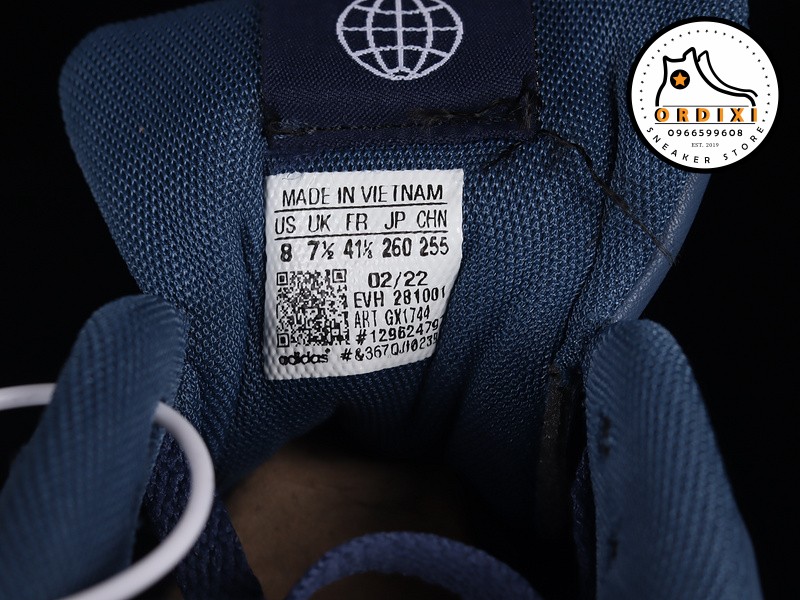 ORDIXI
0966599608
EST. 2019
SNEAKER STORE
MADE IN VIETNAM
US UK FR JP CHN
8 7½ 41⅓ 260 255
02/22
EVH 281001
ART GX1744
#12962479
adidas #&367QJI0239